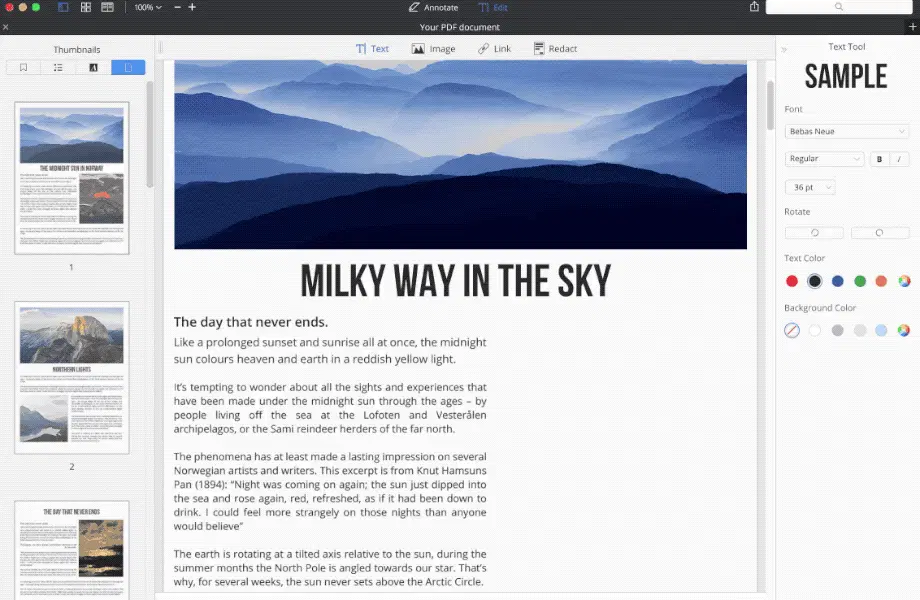 100%
Annotate
Edit
Your PDF document
Thumbnails
Text
Image
Link
Redact
Text Tool
THE MIDNIGHT SUN IN NORWAY
1
NORTHERN LIGHTS
2
THE DAY THAT NEVER ENDS
MILKY WAY IN THE SKY
The day that never ends.
Like a prolonged sunset and sunrise all at once, the midnight
sun colours heaven and earth in a reddish yellow light.
It's tempting to wonder about all the sights and experiences that
have been made under the midnight sun through the ages – by
people living off the sea at the Lofoten and Vesterålen
archipelagos, or the Sami reindeer herders of the far north.
The phenomena has at least made a lasting impression on several
Norwegian artists and writers. This excerpt is from Knut Hamsuns
Pan (1894): “Night was coming on again; the sun just dipped into
the sea and rose again, red, refreshed, as if it had been down to
drink. I could feel more strangely on those nights than anyone
would believe”
The earth is rotating at a tilted axis relative to the sun, during the
summer months the North Pole is angled towards our star. That's
why, for several weeks, the sun never sets above the Arctic Circle.
SAMPLE
Font
Bebas Neue
Regular
B I
36 pt
Rotate
Text Color
Background Color